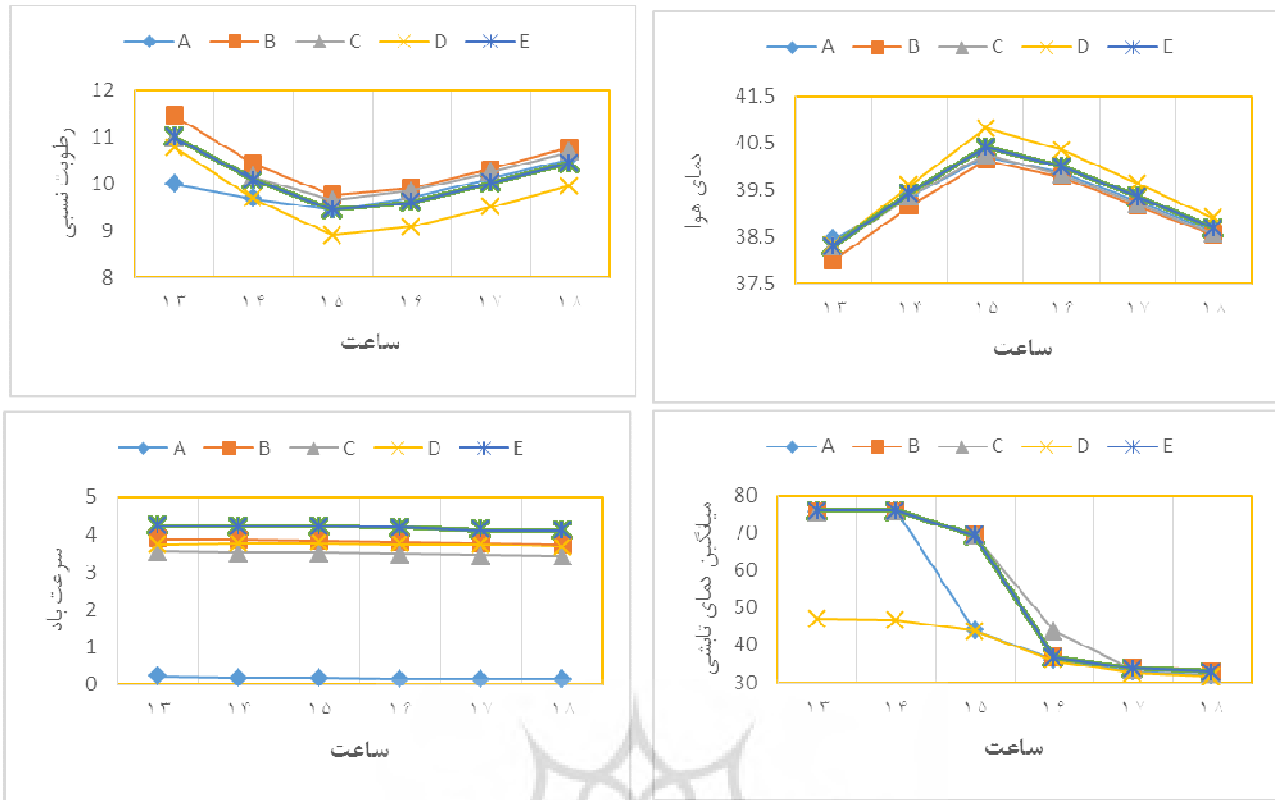 A B C D E
رطوبت نسبی
12
11
10
9
8
۱۳ ۱۴ ۱۵ ۱۶ ۱۷ ۱۸
ساعت
A B C D E
دمای هوا
41.5
40.5
39.5
38.5
37.5
۱۳ ۱۴ ۱۵ ۱۶ ۱۷ ۱۸
ساعت
A B C D E
سرعت باد
5
4
3
2
1
0
۱۳ ۱۴ ۱۵ ۱۶ ۱۷ ۱۸
ساعت
A B C D E
میانگین دمای تابشی
80
70
60
50
40
30
۱۳ ۱۴ ۱۵ ۱۶ ۱۷ ۱۸
ساعت